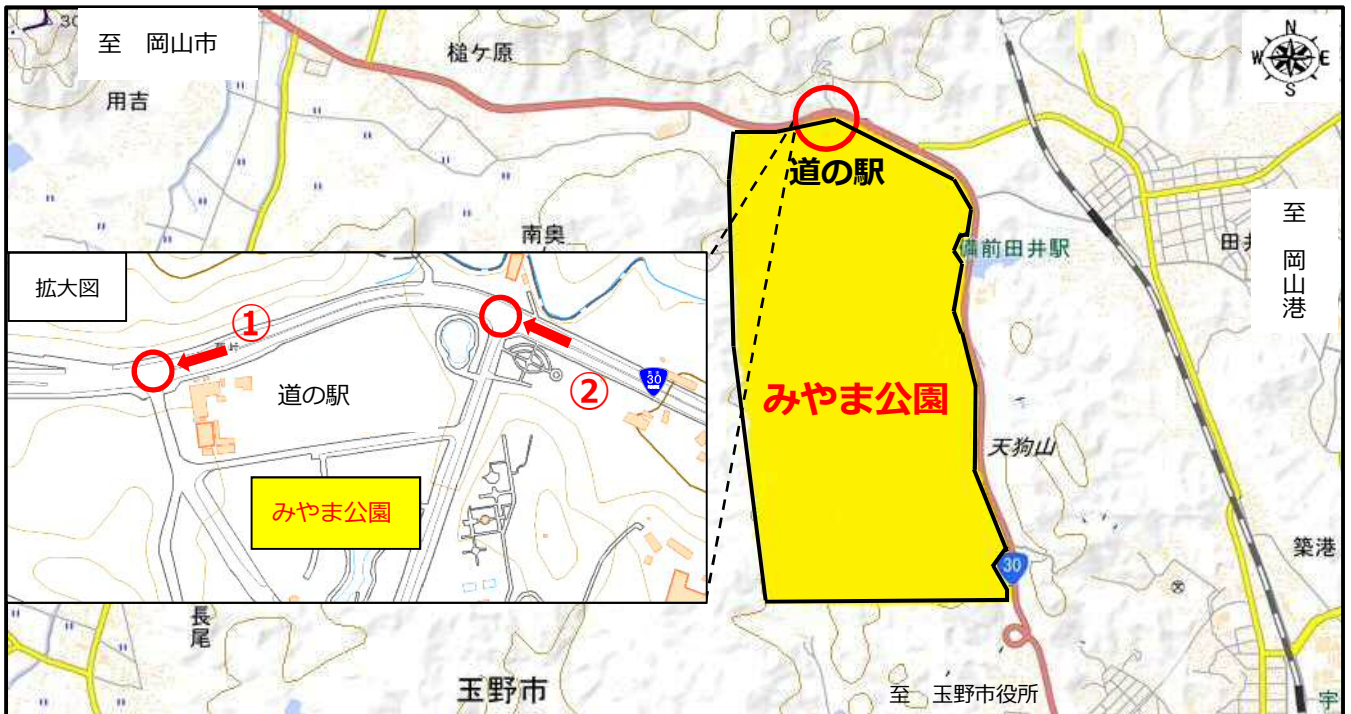 至　岡山市
槌ケ原
N
W E
S
用吉
道の駅
至　岡山港
南奥
備前田井駅
拡大図
①
道の駅
30
②
みやま公園
みやま公園
天狗山
30
築港
長尾
玉野市
至　玉野市役所
宇